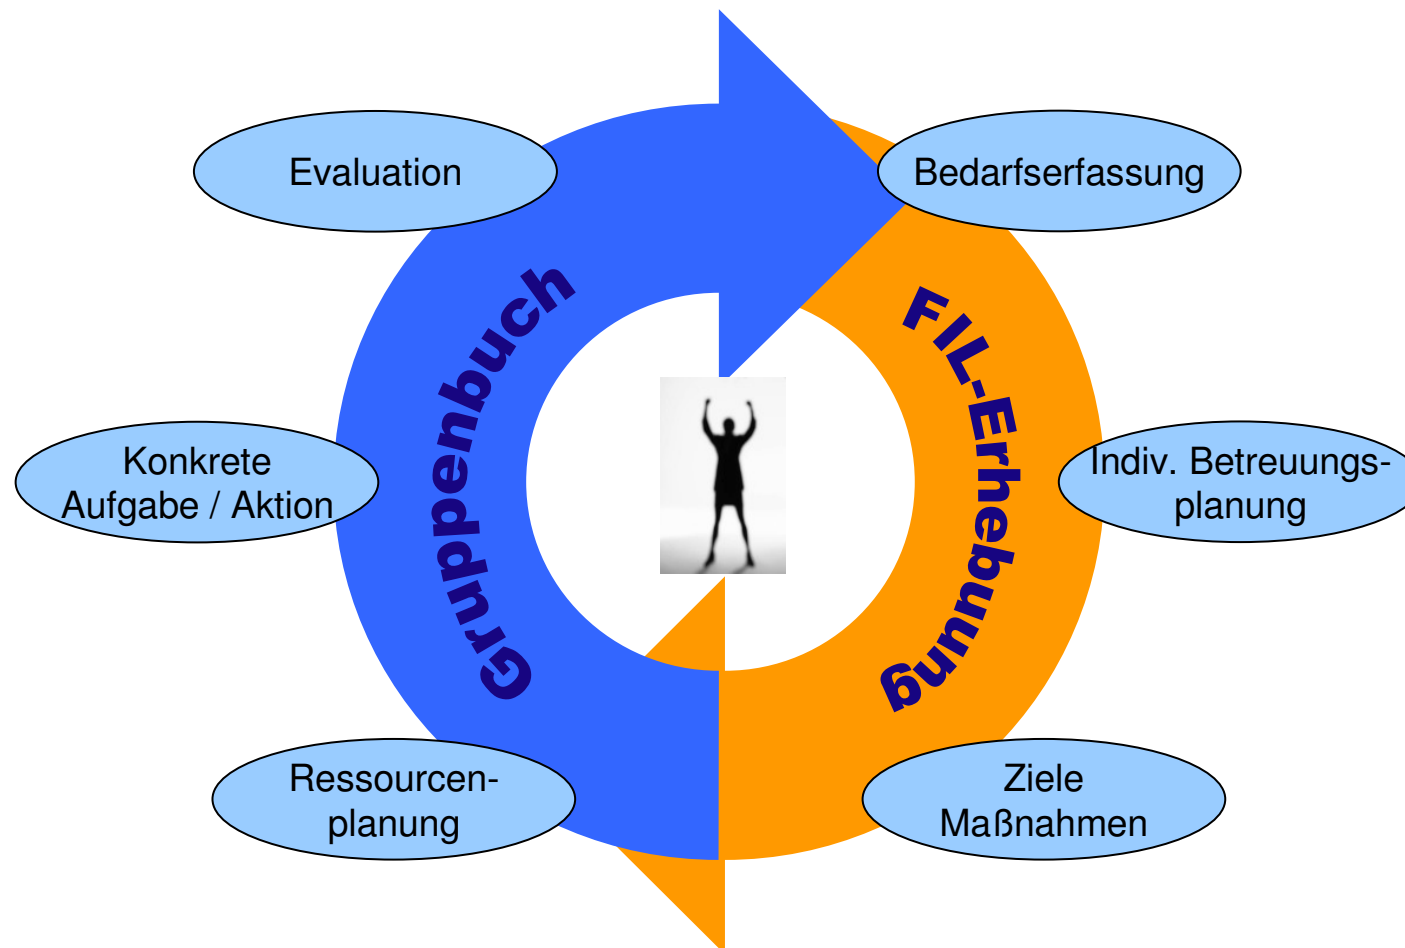 Evaluation
Bedarfserfassung
Gruppenbuch
FIL-Erhebung
Konkrete
Aufgabe / Aktion
Indiv. Betreuungs-
planung
Ressourcen-
planung
Ziele
Maßnahmen